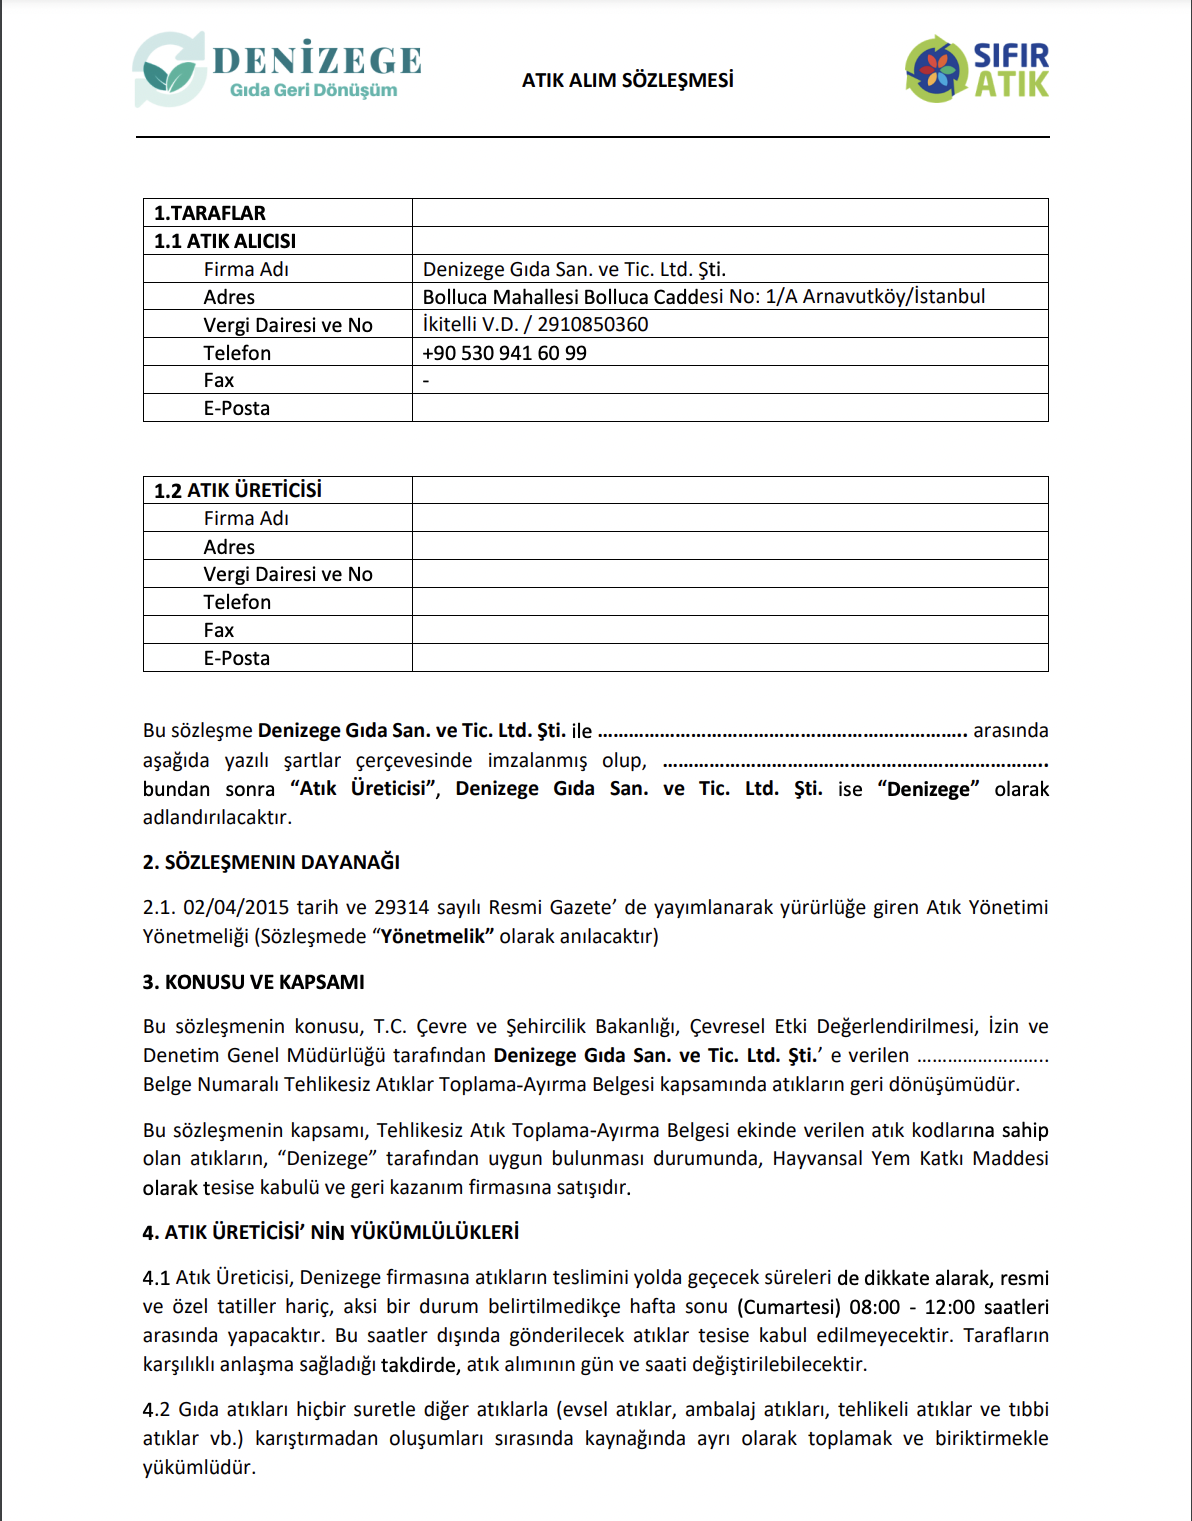 DENİZEGE
Gıda Geri Dönüşüm
ATIK ALIM SÖZLEŞMESİ
SIFIR
ATIK
1.TARAFLAR
1.1 ATIK ALICISI
Firma Adı Denizege Gıda San. ve Tic. Ltd. Şti.
Adres Bolluca Mahallesi Bolluca Caddesi No: 1/A Arnavutköy/İstanbul
Vergi Dairesi ve No İkitelli V.D. / 2910850360
Telefon +90 530 941 60 99
Fax -
E-Posta
1.2 ATIK ÜRETİCİSİ
Firma Adı
Adres
Vergi Dairesi ve No
Telefon
Fax
E-Posta
Bu sözleşme Denizege Gıda San. ve Tic. Ltd. Şti. ile ……………………………………………………………….. arasında
aşağıda yazılı şartlar çerçevesinde imzalanmış olup, …………………………………………………………………..
bundan sonra “Atık Üreticisi”, Denizege Gıda San. ve Tic. Ltd. Şti. ise “Denizege” olarak
adlandırılacaktır.
2. SÖZLEŞMENIN DAYANAĞI
2.1. 02/04/2015 tarih ve 29314 sayılı Resmi Gazete’ de yayımlanarak yürürlüğe giren Atık Yönetimi
Yönetmeliği (Sözleşmede “Yönetmelik” olarak anılacaktır)
3. KONUSU VE KAPSAMI
Bu sözleşmenin konusu, T.C. Çevre ve Şehircilik Bakanlığı, Çevresel Etki Değerlendirilmesi, İzin ve
Denetim Genel Müdürlüğü tarafından Denizege Gıda San. ve Tic. Ltd. Şti.’ e verilen ……………………..
Belge Numaralı Tehlikesiz Atıklar Toplama-Ayırma Belgesi kapsamında atıkların geri dönüşümüdür.
Bu sözleşmenin kapsamı, Tehlikesiz Atık Toplama-Ayırma Belgesi ekinde verilen atık kodlarına sahip
olan atıkların, “Denizege” tarafından uygun bulunması durumunda, Hayvansal Yem Katkı Maddesi
olarak tesise kabulü ve geri kazanım firmasına satışıdır.
4. ATIK ÜRETİCİSİ’ NİN YÜKÜMLÜLÜKLERİ
4.1 Atık Üreticisi, Denizege firmasına atıkların teslimini yolda geçecek süreleri de dikkate alarak, resmi
ve özel tatiller hariç, aksi bir durum belirtilmedikçe hafta sonu (Cumartesi) 08:00 - 12:00 saatleri
arasında yapacaktır. Bu saatler dışında gönderilecek atıklar tesise kabul edilmeyecektir. Tarafların
karşılıklı anlaşma sağladığı takdirde, atık alımının gün ve saati değiştirilebilecektir.
4.2 Gıda atıkları hiçbir suretle diğer atıklarla (evsel atıklar, ambalaj atıkları, tehlikeli atıklar ve tıbbi
atıklar vb.) karıştırmadan oluşumları sırasında kaynağında ayrı olarak toplamak ve biriktirmekle
yükümlüdür.